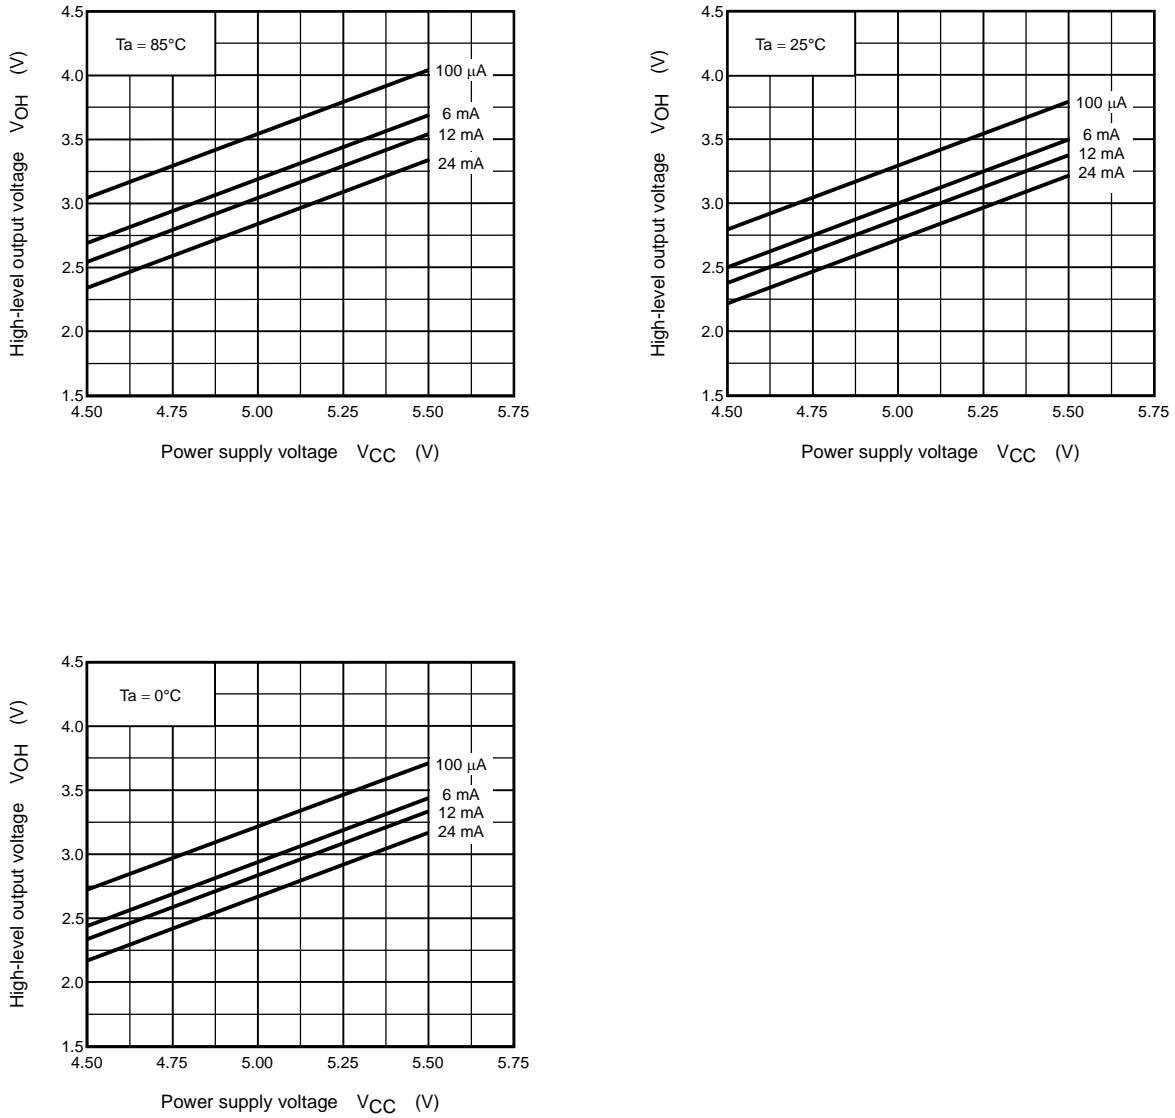 4.5
4.0
3.5
3.0
2.5
2.0
1.5
High-level output voltage VOH (V)
Ta = 85°C
100 μA
6 mA
12 mA
24 mA
4.50 4.75 5.00 5.25 5.50 5.75
Power supply voltage VCC (V)
4.5
4.0
3.5
3.0
2.5
2.0
1.5
High-level output voltage VOH (V)
Ta = 25°C
100 μA
6 mA
12 mA
24 mA
4.50 4.75 5.00 5.25 5.50 5.75
Power supply voltage VCC (V)
4.5
4.0
3.5
3.0
2.5
2.0
1.5
High-level output voltage VOH (V)
Ta = 0°C
100 μA
6 mA
12 mA
24 mA
4.50 4.75 5.00 5.25 5.50 5.75
Power supply voltage VCC (V)